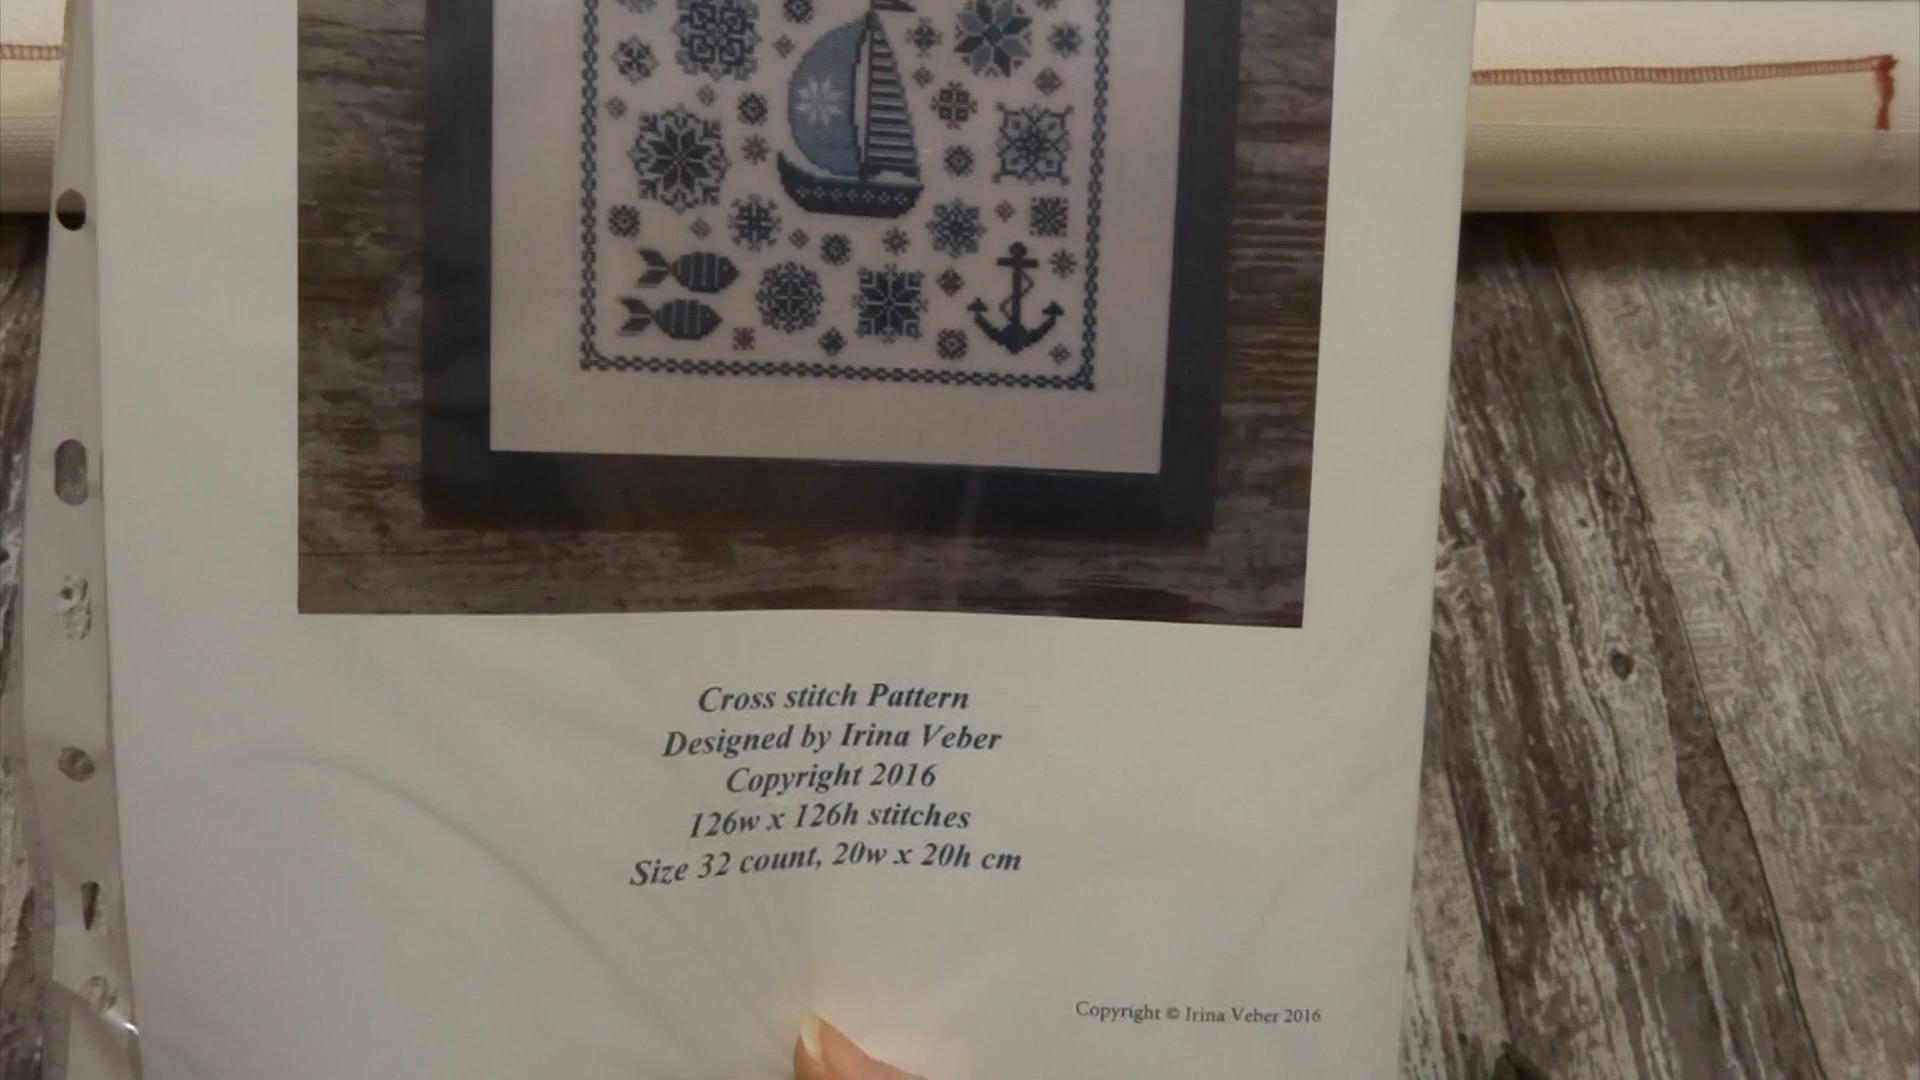 Cross stitch Pattern
Designed by Irina Veber
Copyright 2016
126w x 126h stitches
Size 32 count, 20w x 20h cm
Copyright © Irina Veber 2016